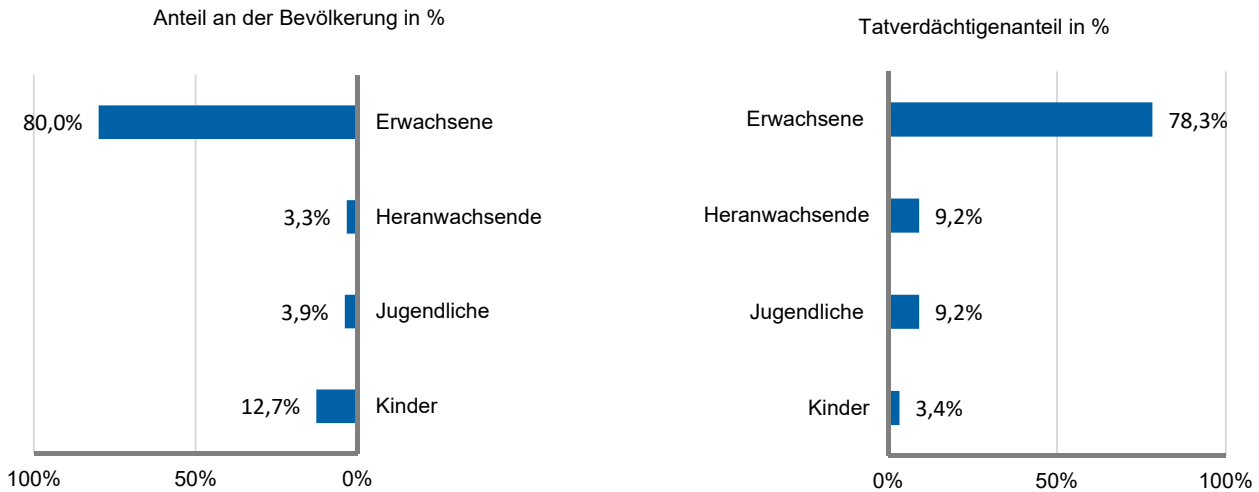 Anteil an der Bevölkerung in %
80,0% Erwachsene
3,3% Heranwachsende
3,9% Jugendliche
12,7% Kinder
100% 50% 0%
Tatverdächtigenanteil in %
Erwachsene 78,3%
Heranwachsende 9,2%
Jugendliche 9,2%
Kinder 3,4%
0% 50% 100%